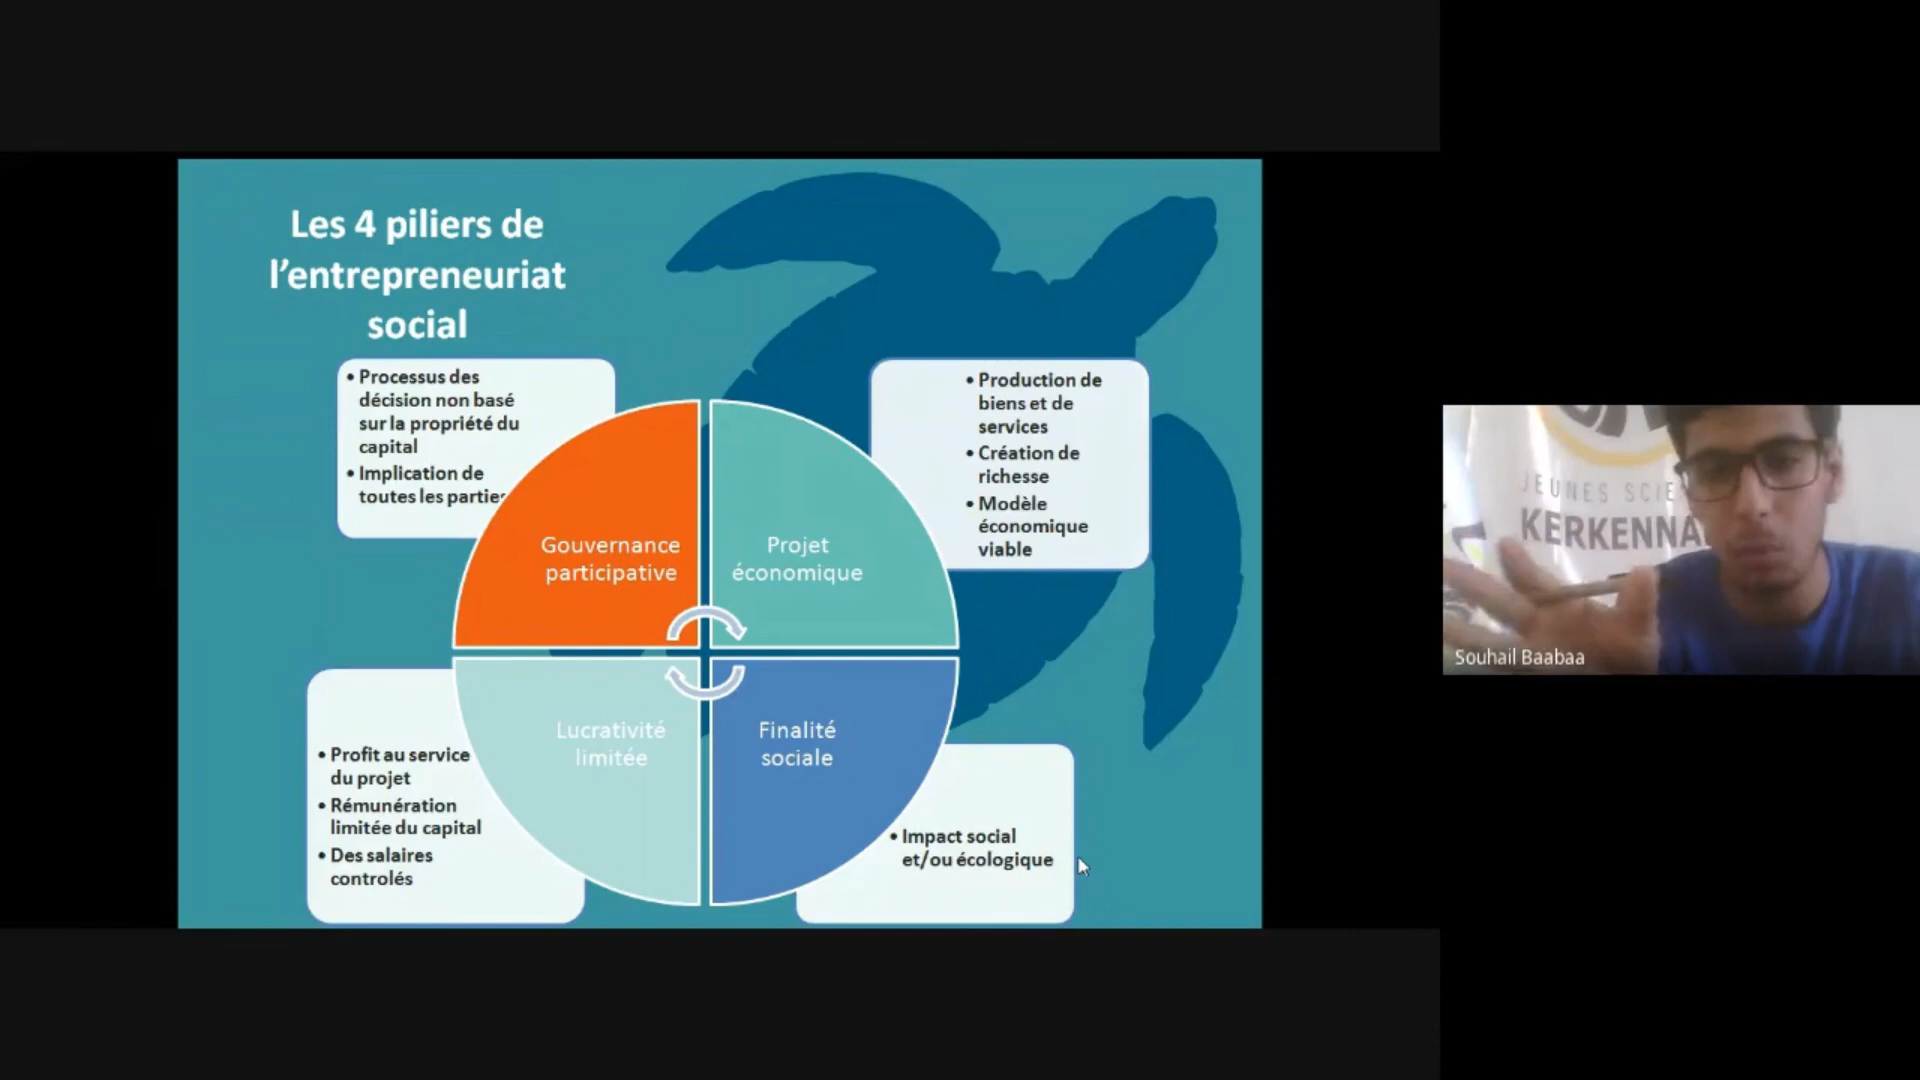 Les 4 piliers de
l’entrepreneuriat
social
• Processus des
décision non basé
sur la propriété du
capital
• Implication de
toutes les parties
• Production de
biens et de
services
• Création de
richesse
• Modèle
économique
viable
Gouvernance
participative
Projet
économique
Lucrativité
limitée
Finalité
sociale
• Profit au service
du projet
• Rémunération
limitée du capital
• Des salaires
controlés
• Impact social
et/ou écologique
JEUNES SCIE
KERKENNA
Souhail Baabaa